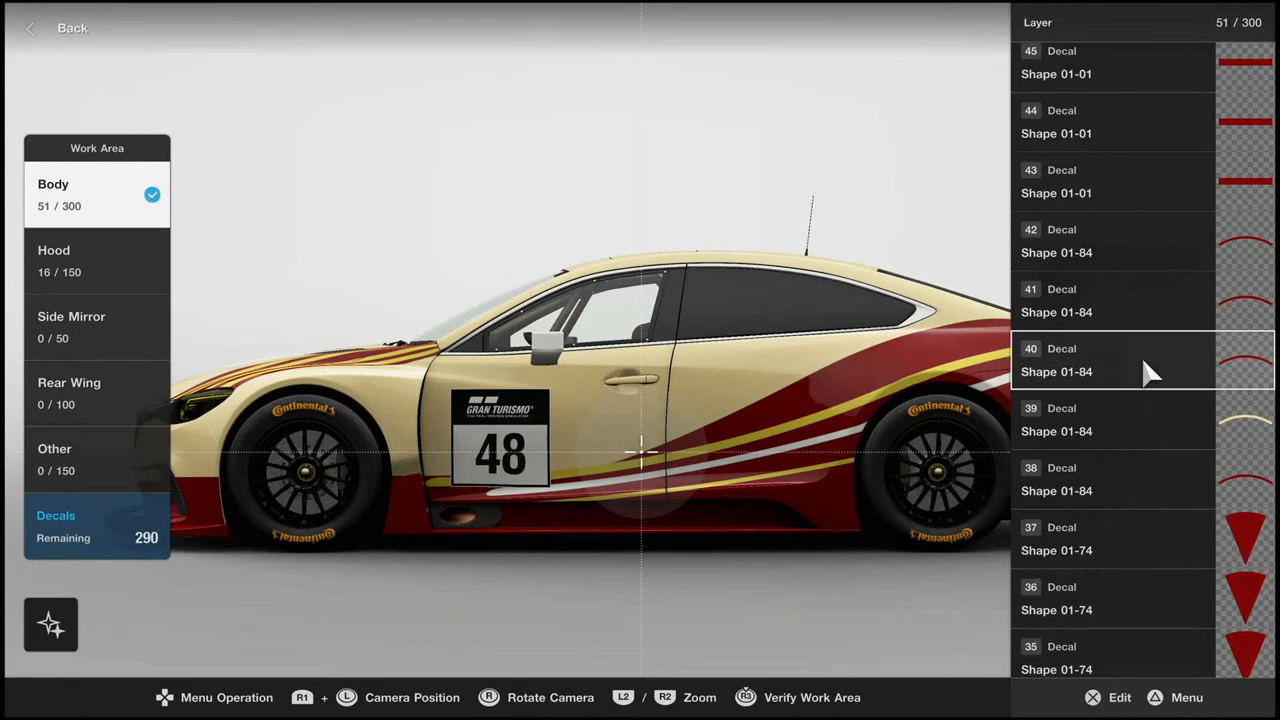 Back
Layer 51 / 300
Work Area
Body
51 / 300
Hood
16 / 150
Side Mirror
0 / 50
Rear Wing
0 / 100
Other
0 / 150
Decals
Remaining 290
45 Decal
Shape 01-01
44 Decal
Shape 01-01
43 Decal
Shape 01-01
42 Decal
Shape 01-84
41 Decal
Shape 01-84
40 Decal
Shape 01-84
39 Decal
Shape 01-84
38 Decal
Shape 01-84
37 Decal
Shape 01-74
36 Decal
Shape 01-74
35 Decal
Shape 01-74
GRAN TURISMO
THE REAL DRIVING SIMULATOR
48
Continental
Continental
Continental
Continental
Menu Operation R1 + L Camera Position R Rotate Camera L2 / R2 Zoom R3 Verify Work Area
Edit Menu